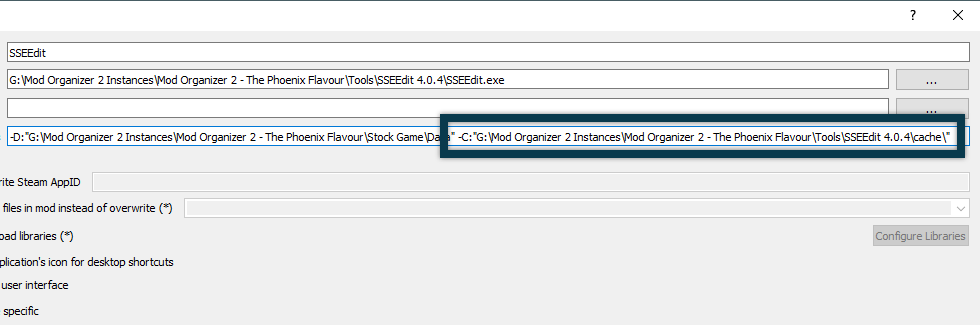 ?
SSEEdit
G:\Mod Organizer 2 Instances\Mod Organizer 2 - The Phoenix Flavour\Tools\SSEEdit 4.0.4\SSEEdit.exe
...
...
-D:"G:\Mod Organizer 2 Instances\Mod Organizer 2 - The Phoenix Flavour\Stock Game\Data" -C:"G:\Mod Organizer 2 Instances\Mod Organizer 2 - The Phoenix Flavour\Tools\SSEEdit 4.0.4\cache\"
rite Steam AppID
files in mod instead of overwrite (*)
oad libraries (*)
Configure Libraries
plication's icon for desktop shortcuts
user interface
specific